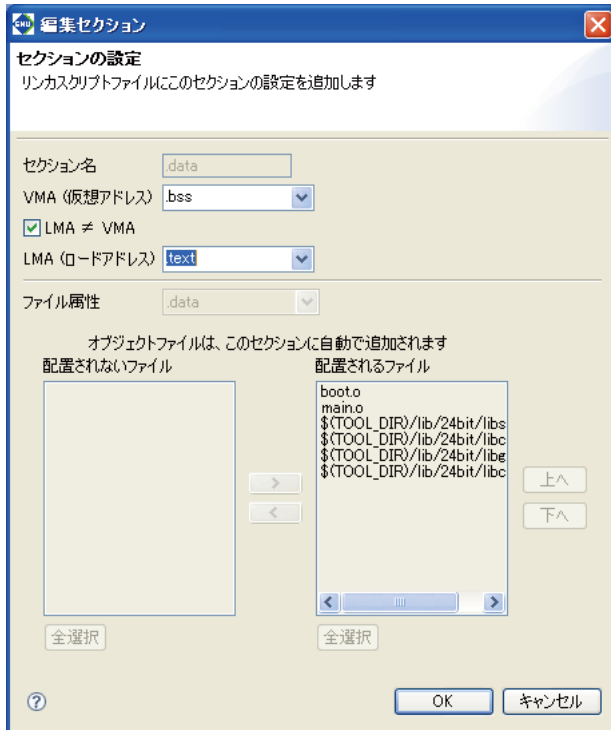 GNU 編集セクション
セクションの設定
リンカスクリプトファイルにこのセクションの設定を追加します
セクション名 .data
VMA (仮想アドレス) .bss
LMA ≠ VMA
LMA (ロードアドレス) .text
ファイル属性 .data
オブジェクトファイルは、このセクションに自動で追加されます
配置されないファイル 配置されるファイル
boot.o
main.o
$(TOOL_DIR)/lib/24bit/libs
$(TOOL_DIR)/lib/24bit/libc
$(TOOL_DIR)/lib/24bit/libg
$(TOOL_DIR)/lib/24bit/libc
> 上へ
< 下へ
全選択 全選択
? OK キャンセル